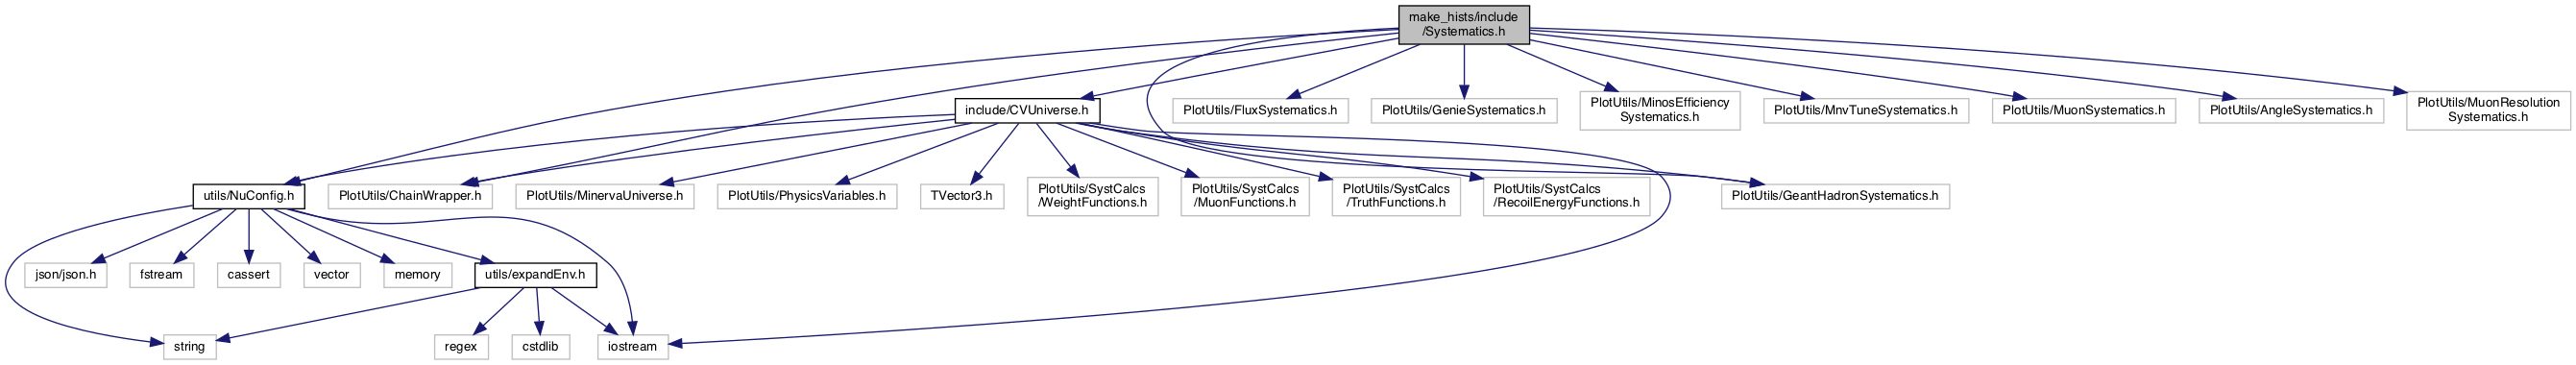 make_hists/include
/Systematics.h
include/CVUniverse.h
PlotUtils/FluxSystematics.h
PlotUtils/GenieSystematics.h
PlotUtils/MinosEfficiency
Systematics.h
PlotUtils/MnvTuneSystematics.h
PlotUtils/MuonSystematics.h
PlotUtils/AngleSystematics.h
PlotUtils/MuonResolution
Systematics.h
utils/NuConfig.h
PlotUtils/ChainWrapper.h
PlotUtils/MinervaUniverse.h
PlotUtils/PhysicsVariables.h
TVector3.h
PlotUtils/SystCalcs
/WeightFunctions.h
PlotUtils/SystCalcs
/MuonFunctions.h
PlotUtils/SystCalcs
/TruthFunctions.h
PlotUtils/SystCalcs
/RecoilEnergyFunctions.h
PlotUtils/GeantHadronSystematics.h
json/json.h
fstream
cassert
vector
memory
utils/expandEnv.h
string
regex
cstdlib
iostream